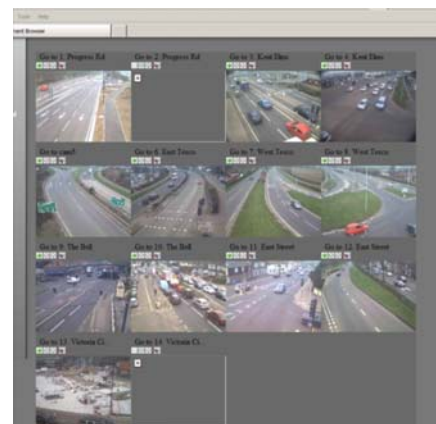 Tools Help
Browser
Go to 1: Progress Rd
Go to 2: Progress Rd
Go to 3: Kent Elms
Go to 4: Kent Elms
Go to cam5
Go to 6: East
Go to 7: West
Go to 8: West
Go to 9: The Bell
Go to 10: The Bell
Go to 11: East Street
Go to 12: East Street
Go to 13: Victoria Ci...
Go to 14: Victoria Ci...